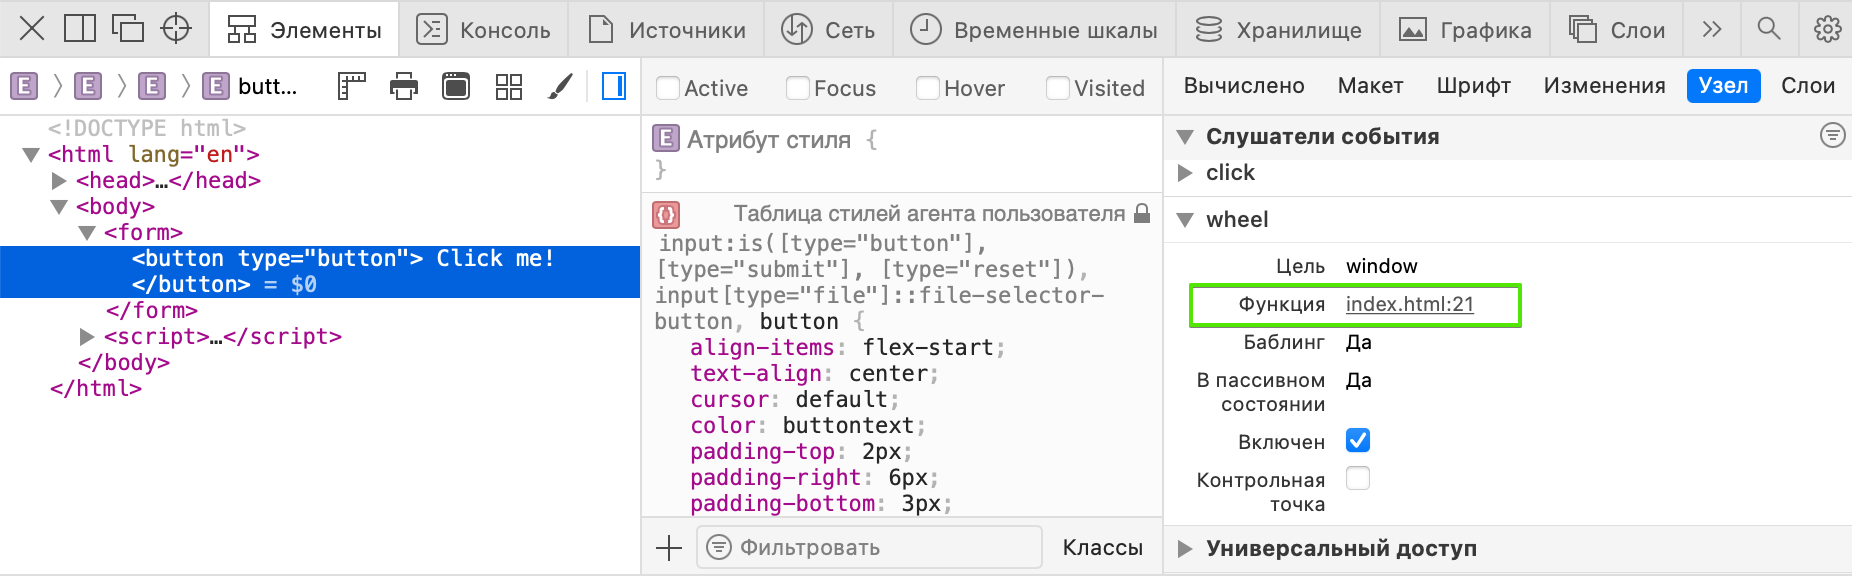 Элементы Консоль Источники Сеть Временные шкалы Хранилище Графика Слои
E E E E butt...
<!DOCTYPE html>
<html lang="en">
<head>…</head>
<body>
<form>
<button type="button"> Click me!
</button> = $0
</form>
<script>…</script>
</body>
</html>
Active Focus Hover Visited
E Атрибут стиля {
}
Таблица стилей агента пользователя
input:is([type="button"],
[type="submit"], [type="reset"]),
input[type="file"]::file-selector-
button, button {
align-items: flex-start;
text-align: center;
cursor: default;
color: buttontext;
padding-top: 2px;
padding-right: 6px;
padding-bottom: 3px;
Фильтровать Классы
Вычислено Макет Шрифт Изменения Узел Слои
Слушатели события
click
wheel
Цель window
Функция index.html:21
Баблинг Да
В пассивном Да
состоянии
Включен
Контрольная
точка
Универсальный доступ